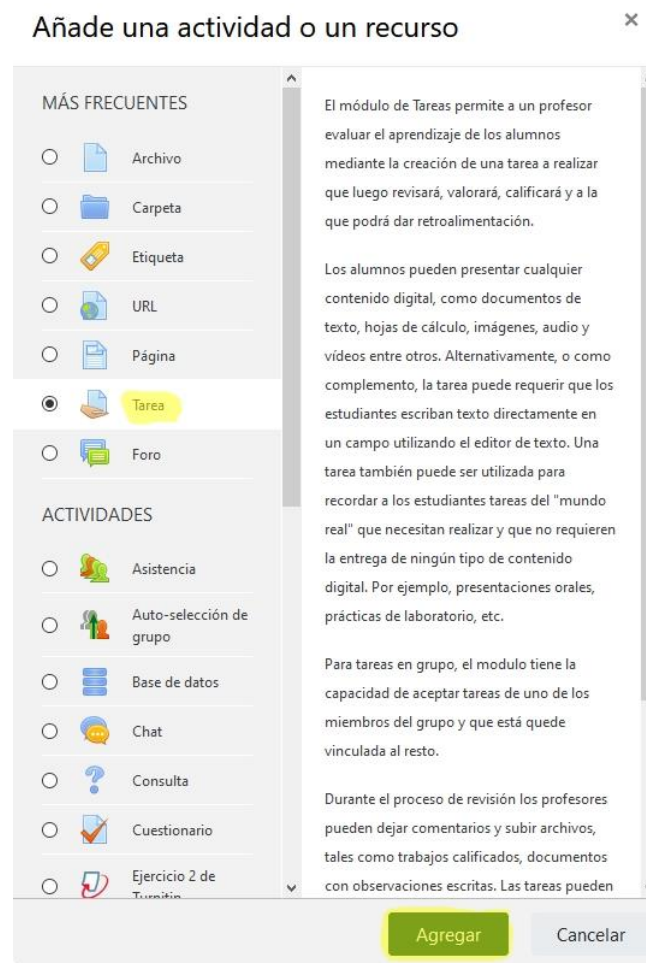 Añade una actividad o un recurso
×
MÁS FRECUENTES
Archivo
Carpeta
Etiqueta
URL
Página
Tarea
Foro
ACTIVIDADES
Asistencia
Auto-selección de
grupo
Base de datos
Chat
Consulta
Cuestionario
Ejercicio 2 de
Turnitin
El módulo de Tareas permite a un profesor
evaluar el aprendizaje de los alumnos
mediante la creación de una tarea a realizar
que luego revisará, valorará, calificará y a la
que podrá dar retroalimentación.
Los alumnos pueden presentar cualquier
contenido digital, como documentos de
texto, hojas de cálculo, imágenes, audio y
vídeos entre otros. Alternativamente, o como
complemento, la tarea puede requerir que los
estudiantes escriban texto directamente en
un campo utilizando el editor de texto. Una
tarea también puede ser utilizada para
recordar a los estudiantes tareas del "mundo
real" que necesitan realizar y que no requieren
la entrega de ningún tipo de contenido
digital. Por ejemplo, presentaciones orales,
prácticas de laboratorio, etc.
Para tareas en grupo, el modulo tiene la
capacidad de aceptar tareas de uno de los
miembros del grupo y que está quede
vinculada al resto.
Durante el proceso de revisión los profesores
pueden dejar comentarios y subir archivos,
tales como trabajos calificados, documentos
con observaciones escritas. Las tareas pueden
Agregar
Cancelar